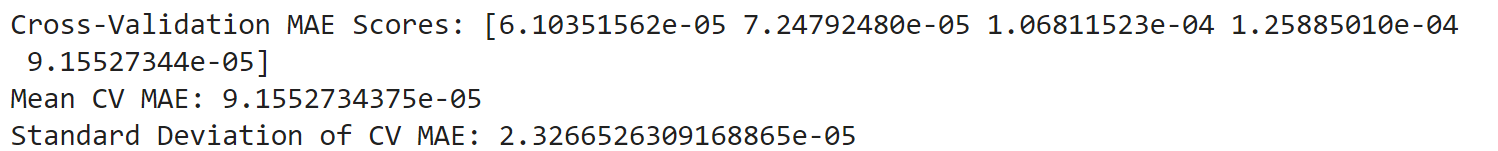 Cross-Validation MAE Scores: [6.10351562e-05 7.24792480e-05 1.06811523e-04 1.25885010e-04
 9.15527344e-05]
Mean CV MAE: 9.1552734375e-05
Standard Deviation of CV MAE: 2.3266526309168865e-05